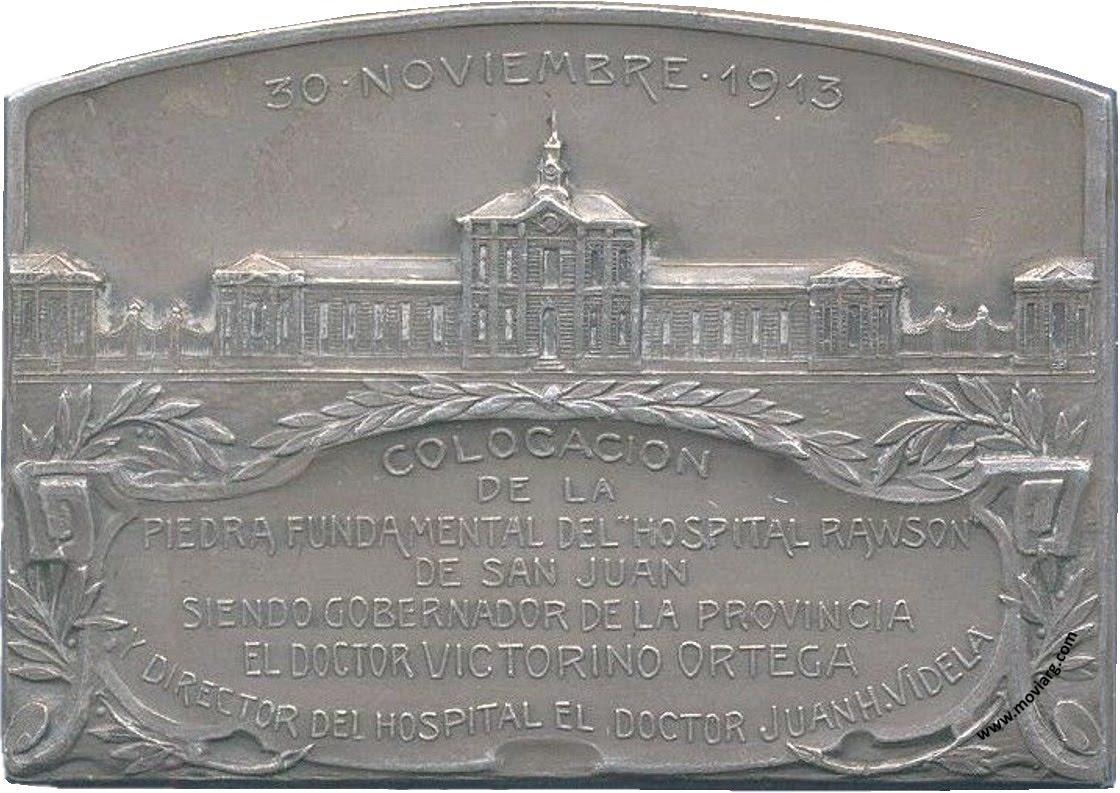 30·NOVIEMBRE·1913
COLOCACION
DE LA
PIEDRA FUNDAMENTAL DEL "HOSPITAL RAWSON"
DE SAN JUAN
SIENDO GOBERNADOR DE LA PROVINCIA
EL DOCTOR VICTORINO ORTEGA
Y DIRECTOR DEL HOSPITAL EL DOCTOR JUAN H. VIDELA
www.moviarg.com